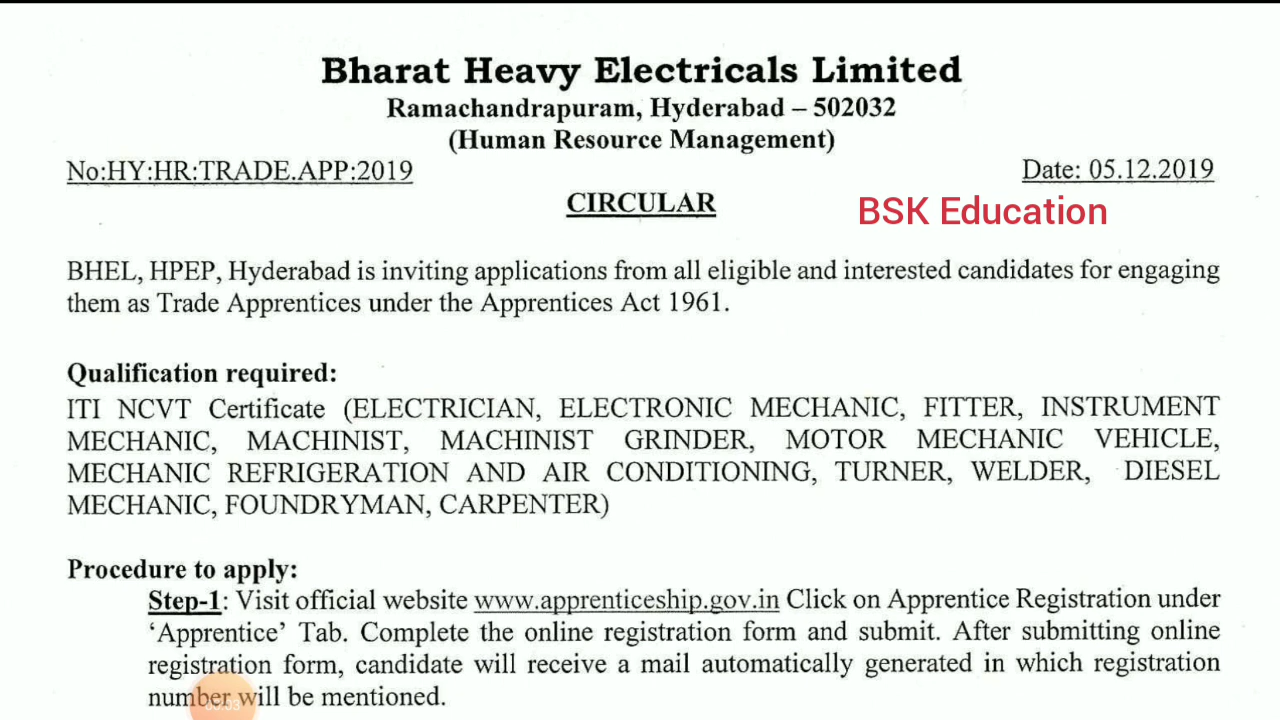 Bharat Heavy Electricals Limited
Ramachandrapuram, Hyderabad – 502032
(Human Resource Management)
No:HY:HR:TRADE.APP:2019 Date: 05.12.2019
CIRCULAR
BSK Education
BHEL, HPEP, Hyderabad is inviting applications from all eligible and interested candidates for engaging
them as Trade Apprentices under the Apprentices Act 1961.
Qualification required:
ITI NCVT Certificate (ELECTRICIAN, ELECTRONIC MECHANIC, FITTER, INSTRUMENT
MECHANIC, MACHINIST, MACHINIST GRINDER, MOTOR MECHANIC VEHICLE,
MECHANIC REFRIGERATION AND AIR CONDITIONING, TURNER, WELDER, DIESEL
MECHANIC, FOUNDRYMAN, CARPENTER)
Procedure to apply:
Step-1: Visit official website www.apprenticeship.gov.in Click on Apprentice Registration under
‘Apprentice’ Tab. Complete the online registration form and submit. After submitting online
registration form, candidate will receive a mail automatically generated in which registration
number will be mentioned.
00:03